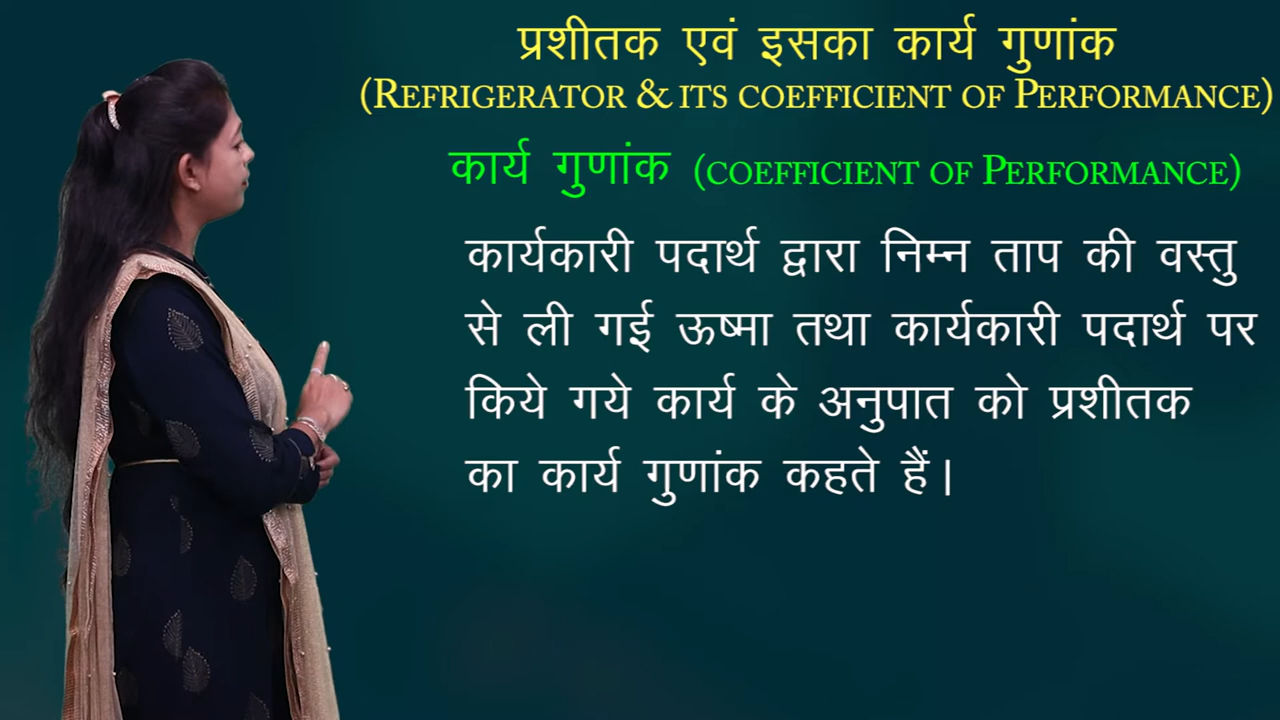 प्रशीतक एवं इसका कार्य गुणांक
(REFRIGERATOR & ITS COEFFICIENT OF PERFORMANCE)
कार्य गुणांक (COEFFICIENT OF PERFORMANCE)
कार्यकारी पदार्थ द्वारा निम्न ताप की वस्तु
से ली गई ऊष्मा तथा कार्यकारी पदार्थ पर
किये गये कार्य के अनुपात को प्रशीतक
का कार्य गुणांक कहते हैं।